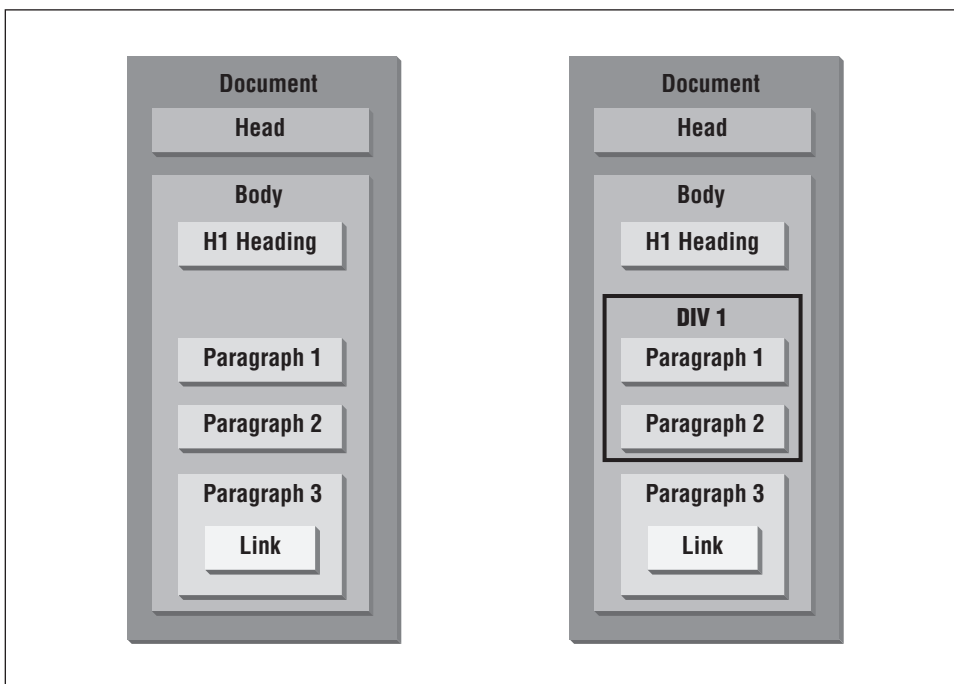 Document
Head
Body
H1 Heading
Paragraph 1
Paragraph 2
Paragraph 3
Link
Document
Head
Body
H1 Heading
DIV 1
Paragraph 1
Paragraph 2
Paragraph 3
Link